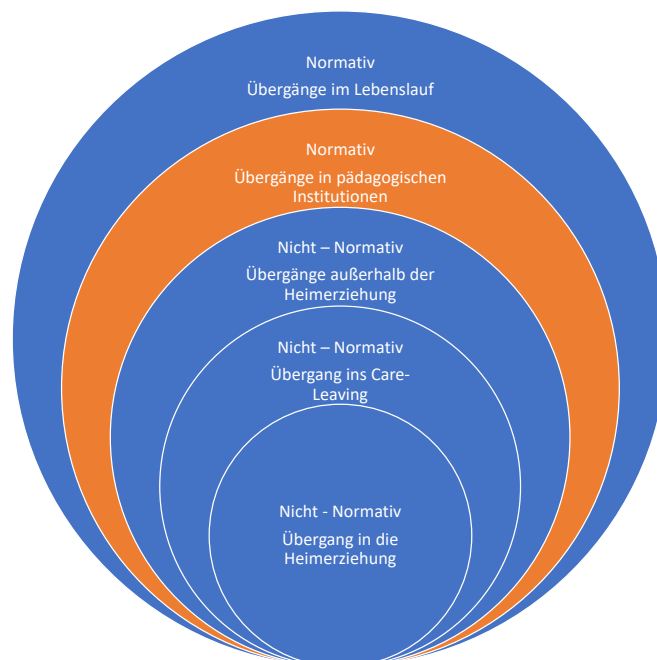 Normativ
Übergänge im Lebenslauf
Normativ
Übergänge in pädagogischen
Institutionen
Nicht – Normativ
Übergänge außerhalb der
Heimerziehung
Nicht – Normativ
Übergang ins Care-
Leaving
Nicht - Normativ
Übergang in die
Heimerziehung